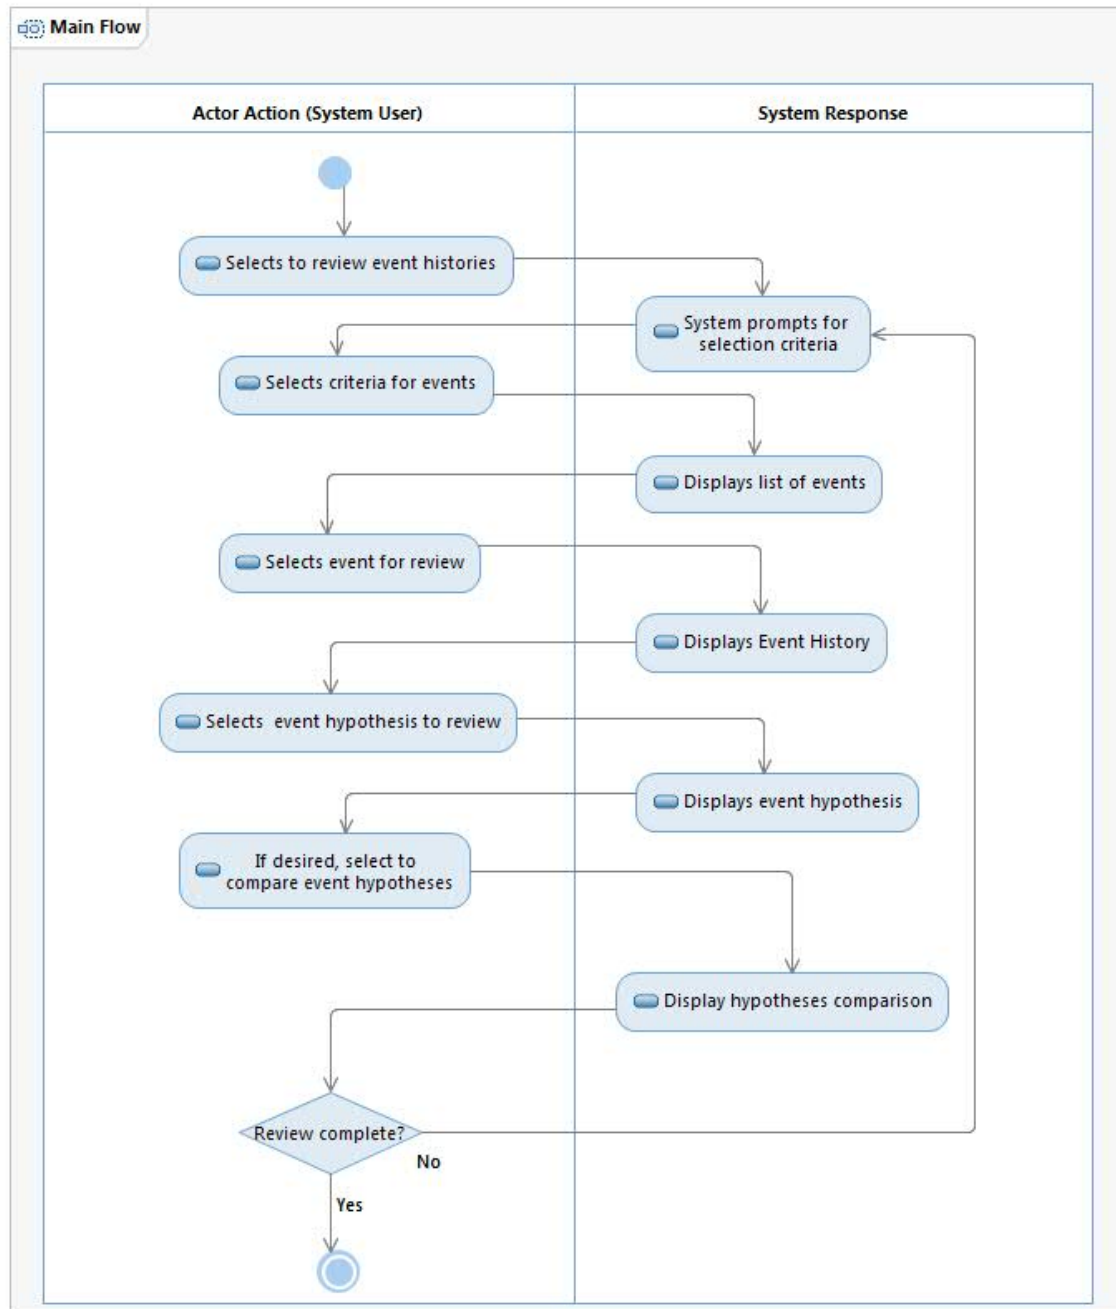 Main Flow
Actor Action (System User)
System Response
Selects to review event histories
System prompts for
selection criteria
Selects criteria for events
Displays list of events
Selects event for review
Displays Event History
Selects  event hypothesis to review
Displays event hypothesis
If desired, select to
compare event hypotheses
Display hypotheses comparison
Review complete?
No
Yes